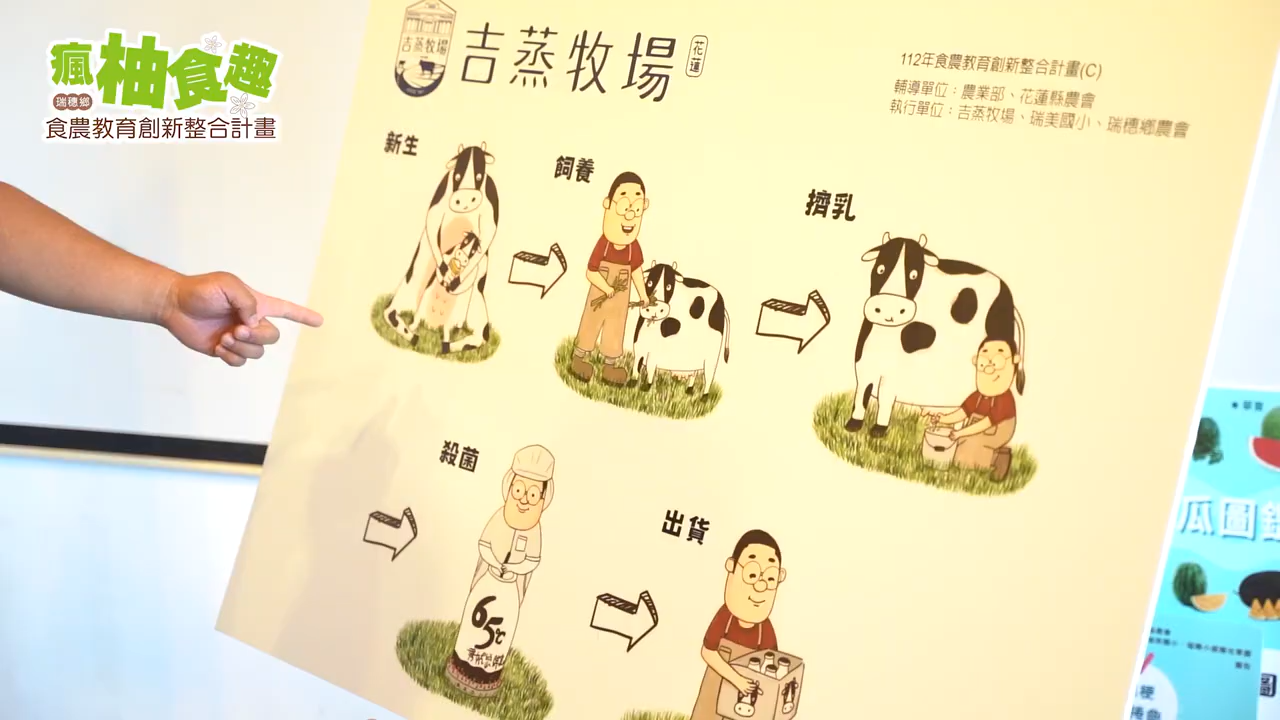 瘋柚食趣
瑞穗鄉
食農教育創新整合計畫
吉蒸牧場
吉蒸牧場
花蓮
112年食農教育創新整合計畫(C)
輔導單位：農業部、花蓮縣農會
執行單位：吉蒸牧場、瑞美國小、瑞穗鄉農會
新生
飼養
擠乳
殺菌
65℃
出貨
瓜圖鑑